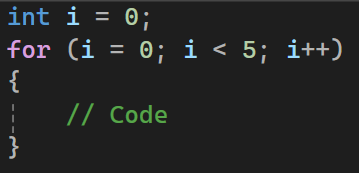 int i = 0;
for (i = 0; i < 5; i++)
{
    // Code
}